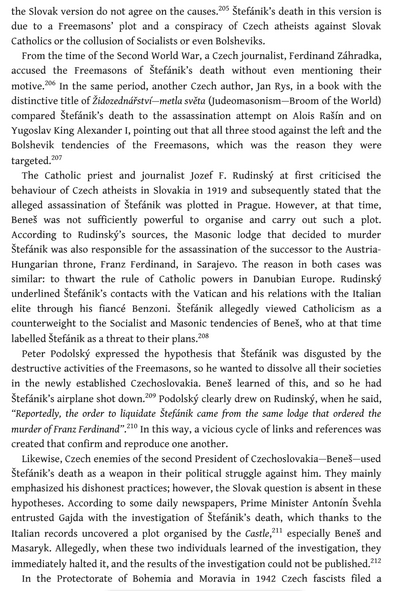 the Slovak version do not agree on the causes.205 Štefánik's death in this version is
due to a Freemasons' plot and a conspiracy of Czech atheists against Slovak
Catholics or the collusion of Socialists or even Bolsheviks.
From the time of the Second World War, a Czech journalist, Ferdinand Záhradka,
accused the Freemasons of Štefánik's death without even mentioning their
motive.206 In the same period, another Czech author, Jan Rys, in a book with the
distinctive title of Židozednářství—metla světa (Judeomasonism—Broom of the World)
compared Štefánik's death to the assassination attempt on Alois Rašín and on
Yugoslav King Alexander I, pointing out that all three stood against the left and the
Bolshevik tendencies of the Freemasons, which was the reason they were
targeted.207
The Catholic priest and journalist Jozef F. Rudinský at first criticised the
behaviour of Czech atheists in Slovakia in 1919 and subsequently stated that the
alleged assassination of Štefánik was plotted in Prague. However, at that time,
Beneš was not sufficiently powerful to organise and carry out such a plot.
According to Rudinský's sources, the Masonic lodge that decided to murder
Štefánik was also responsible for the assassination of the successor to the Austria-
Hungarian throne, Franz Ferdinand, in Sarajevo. The reason in both cases was
similar: to thwart the rule of Catholic powers in Danubian Europe. Rudinský
underlined Štefánik's contacts with the Vatican and his relations with the Italian
elite through his fiancé Benzoni. Štefánik allegedly viewed Catholicism as a
counterweight to the Socialist and Masonic tendencies of Beneš, who at that time
labelled Štefánik as a threat to their plans.208
Peter Podolský expressed the hypothesis that Štefánik was disgusted by the
destructive activities of the Freemasons, so he wanted to dissolve all their societies
in the newly established Czechoslovakia. Beneš learned of this, and so he had
Štefánik's airplane shot down.209 Podolský clearly drew on Rudinský, when he said,
"Reportedly, the order to liquidate Štefánik came from the same lodge that ordered the
murder of Franz Ferdinand".210 In this way, a vicious cycle of links and references was
created that confirm and reproduce one another.
Likewise, Czech enemies of the second President of Czechoslovakia—Beneš—used
Štefánik's death as a weapon in their political struggle against him. They mainly
emphasized his dishonest practices; however, the Slovak question is absent in these
hypotheses. According to some daily newspapers, Prime Minister Antonín Švehla
entrusted Gajda with the investigation of Štefánik's death, which thanks to the
Italian records uncovered a plot organised by the Castle,211 especially Beneš and
Masaryk. Allegedly, when these two individuals learned of the investigation, they
immediately halted it, and the results of the investigation could not be published.212
In the Protectorate of Bohemia and Moravia in 1942 Czech fascists filed a